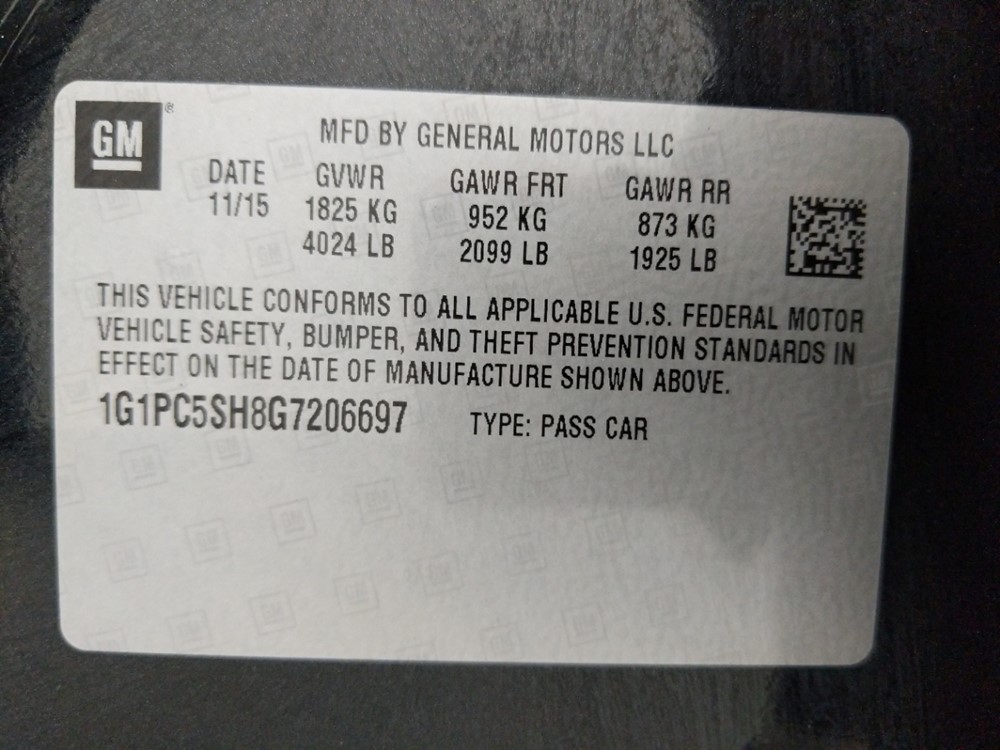 GM ®
MFD BY GENERAL MOTORS LLC
DATE GVWR GAWR FRT GAWR RR
11/15 1825 KG 952 KG 873 KG
4024 LB 2099 LB 1925 LB
THIS VEHICLE CONFORMS TO ALL APPLICABLE U.S. FEDERAL MOTOR
VEHICLE SAFETY, BUMPER, AND THEFT PREVENTION STANDARDS IN
EFFECT ON THE DATE OF MANUFACTURE SHOWN ABOVE.
1G1PC5SH8G7206697 TYPE: PASS CAR